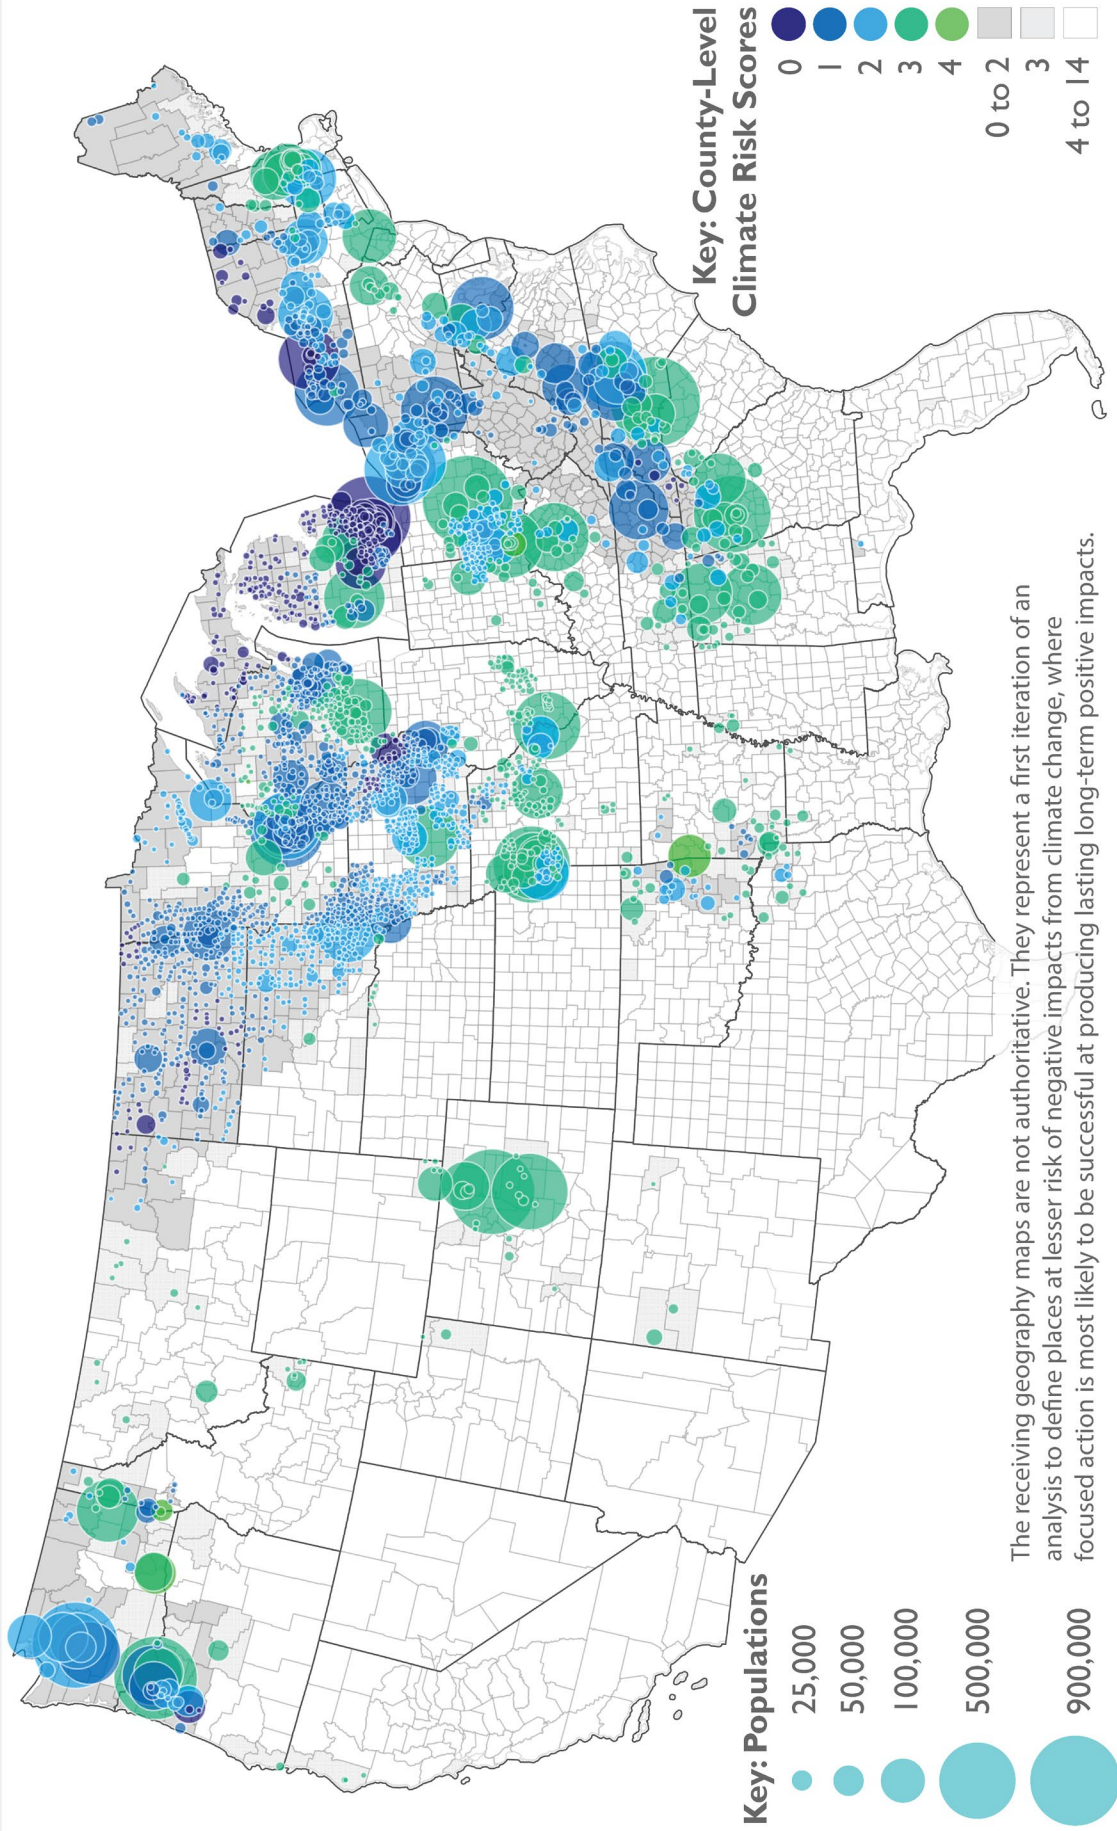 Key: County-Level
Climate Risk Scores
0
1
2
3
4
0 to 2
3
4 to 14
Key: Populations
25,000
50,000
100,000
500,000
900,000
The receiving geography maps are not authoritative. They represent a first iteration of an
analysis to define places at lesser risk of negative impacts from climate change, where
focused action is most likely to be successful at producing lasting long-term positive impacts.